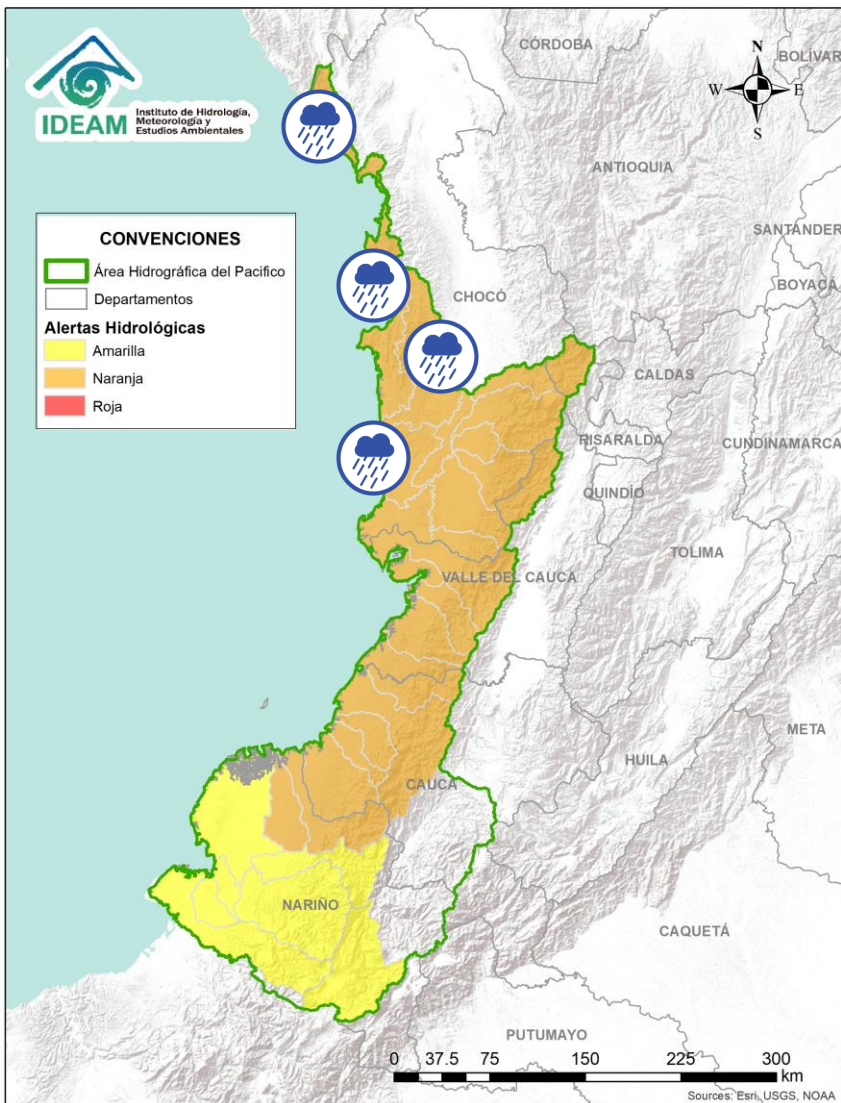 IDEAM
Instituto de Hidrología,
Meteorología y
Estudios Ambientales
CÓRDOBA
BOLÍVAR
N
W
E
S
ANTIOQUIA
SANTANDER
BOYACÁ
CONVENCIONES
Área Hidrográfica del Pacifico
Departamentos
Alertas Hidrológicas
Amarilla
Naranja
Roja
CHOCÓ
CALDAS
RISARALDA
CUNDINAMARCA
QUINDÍO
TOLIMA
VALLE DEL CAUCA
META
HUILA
CAUCA
NARIÑO
CAQUETÁ
PUTUMAYO
0 37.5 75 150 225 300
km
Sources: Esri, USGS, NOAA